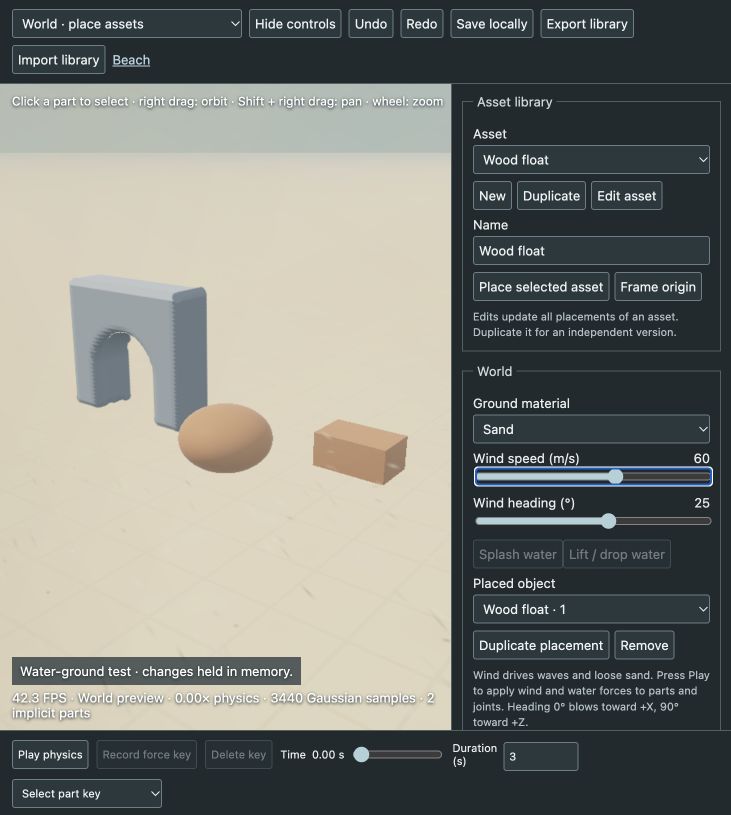 World · place assets
Hide controls
Undo
Redo
Save locally
Export library
Import library
Beach
Click a part to select · right drag: orbit · Shift + right drag: pan · wheel: zoom
Asset library
Asset
Wood float
New
Duplicate
Edit asset
Name
Wood float
Place selected asset
Frame origin
Edits update all placements of an asset.
Duplicate it for an independent version.
World
Ground material
Sand
Wind speed (m/s) 60
Wind heading (°) 25
Splash water
Lift / drop water
Placed object
Wood float · 1
Duplicate placement
Remove
Wind drives waves and loose sand. Press Play
to apply wind and water forces to parts and
joints. Heading 0° blows toward +X, 90°
toward +Z.
Water-ground test · changes held in memory.
42.3 FPS · World preview · 0.00× physics · 3440 Gaussian samples · 2
implicit parts
Play physics
Record force key
Delete key
Time 0.00 s
Duration
(s)
3
Select part key